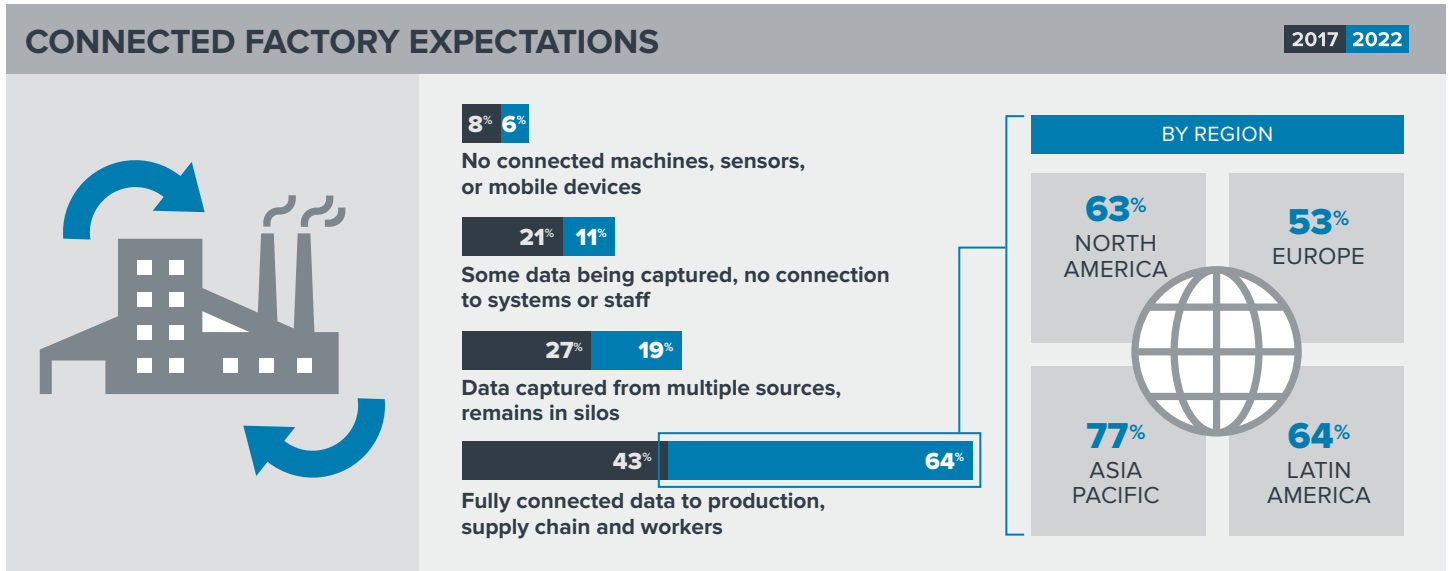 CONNECTED FACTORY EXPECTATIONS
2017 2022
8% 6%
No connected machines, sensors,
or mobile devices
21% 11%
Some data being captured, no connection
to systems or staff
27% 19%
Data captured from multiple sources,
remains in silos
43% 64%
Fully connected data to production,
supply chain and workers
BY REGION
63%
NORTH
AMERICA
53%
EUROPE
77%
ASIA
PACIFIC
64%
LATIN
AMERICA